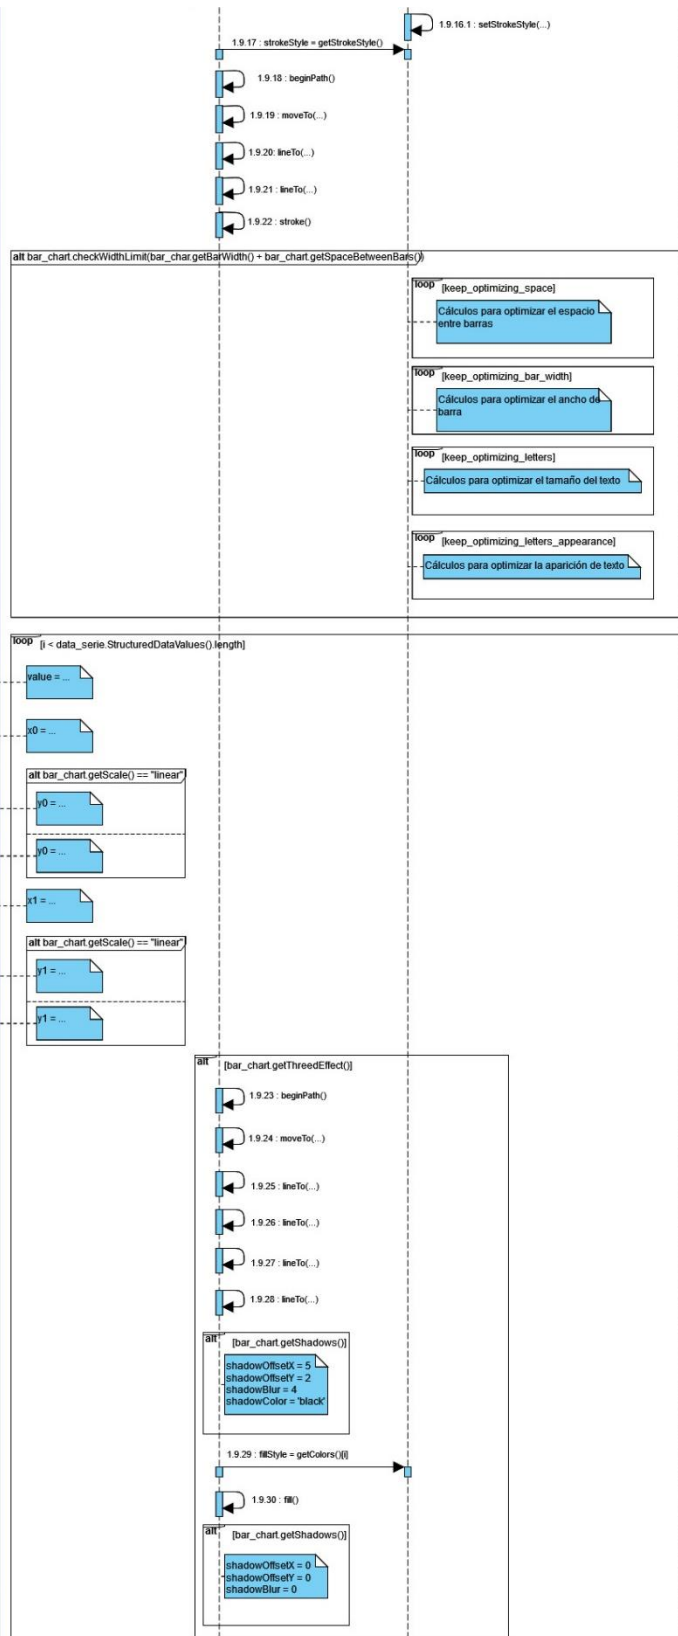 1.9.16.1 : setStrokeStyle(...)
1.9.17 : strokeStyle = getStrokeStyle()
1.9.18 : beginPath()
1.9.19 : moveTo(...)
1.9.20: lineTo(...)
1.9.21 : lineTo(...)
1.9.22 : stroke()
alt bar_chart.checkWidthLimit(bar_char.getBarWidth() + bar_chart.getSpaceBetweenBars())
loop [keep_optimizing_space]
Cálculos para optimizar el espacio
entre barras
loop [keep_optimizing_bar_width]
Cálculos para optimizar el ancho de
barra
loop [keep_optimizing_letters]
Cálculos para optimizar el tamaño del texto
loop [keep_optimizing_letters_appearance]
Cálculos para optimizar la aparición de texto
loop [i < data_serie.StructuredDataValues().length]
value = ...
x0 = ...
alt bar_chart.getScale() == "linear"
y0 = ...
y0 = ...
x1 = ...
alt bar_chart.getScale() == "linear"
y1 = ...
y1 = ...
alt [bar_chart.getThreedEffect()]
1.9.23 : beginPath()
1.9.24 : moveTo(...)
1.9.25 : lineTo(...)
1.9.26 : lineTo(...)
1.9.27 : lineTo(...)
1.9.28 : lineTo(...)
alt [bar_chart.getShadows()]
shadowOffsetX = 5
shadowOffsetY = 2
shadowBlur = 4
shadowColor = 'black'
1.9.29 : fillStyle = getColors()[i]
1.9.30 : fill()
alt [bar_chart.getShadows()]
shadowOffsetX = 0
shadowOffsetY = 0
shadowBlur = 0